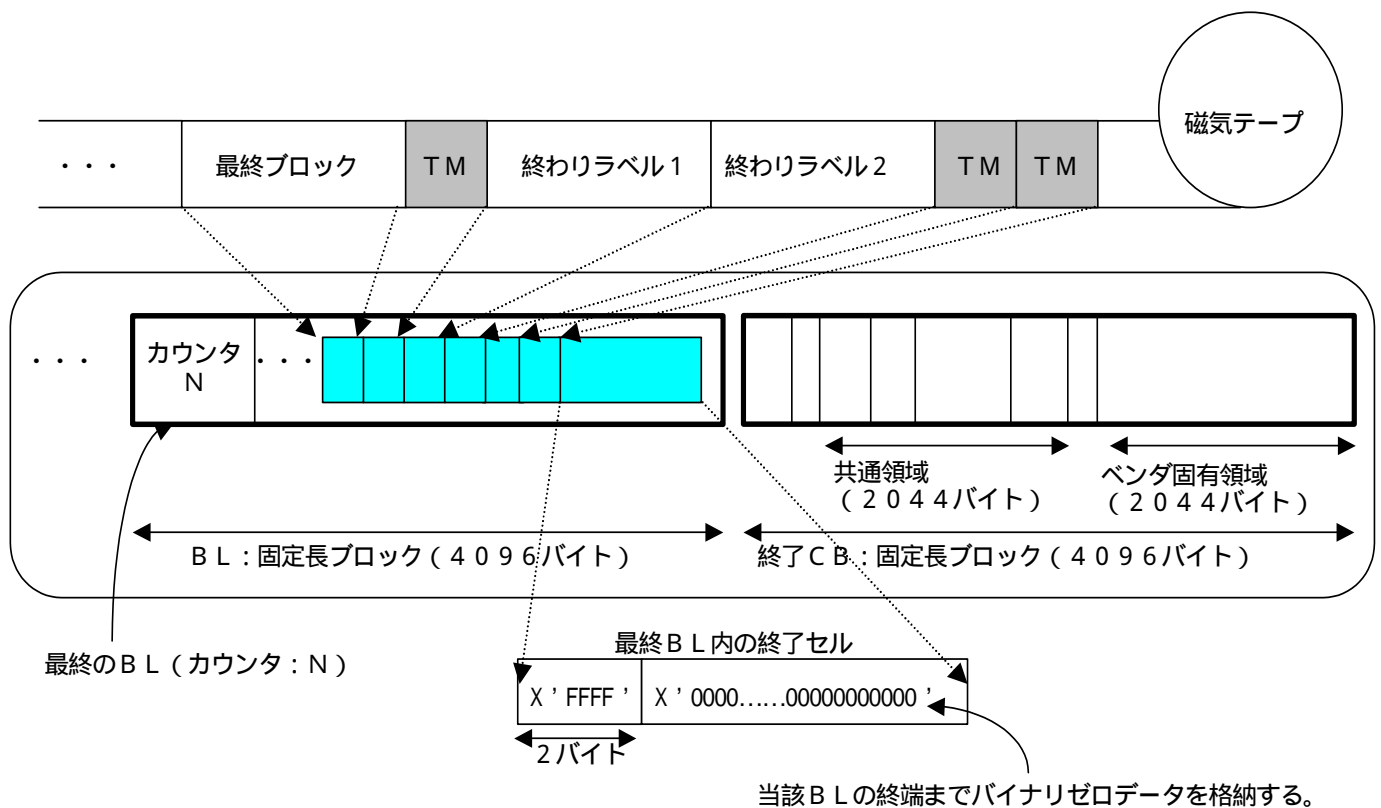 磁気テープ
・・・
最終ブロック
ＴＭ
終わりラベル１
終わりラベル２
ＴＭ
ＴＭ
・・・
カウンタ
Ｎ
・・・
共通領域
（２０４４バイト）
ベンダ固有領域
（２０４４バイト）
ＢＬ：固定長ブロック（４０９６バイト）
終了ＣＢ：固定長ブロック（４０９６バイト）
最終のＢＬ（カウンタ：Ｎ）
最終ＢＬ内の終了セル
X ’ FFFF ’
X ’ 0000……00000000000 ’
２バイト
当該ＢＬの終端までバイナリゼロデータを格納する。